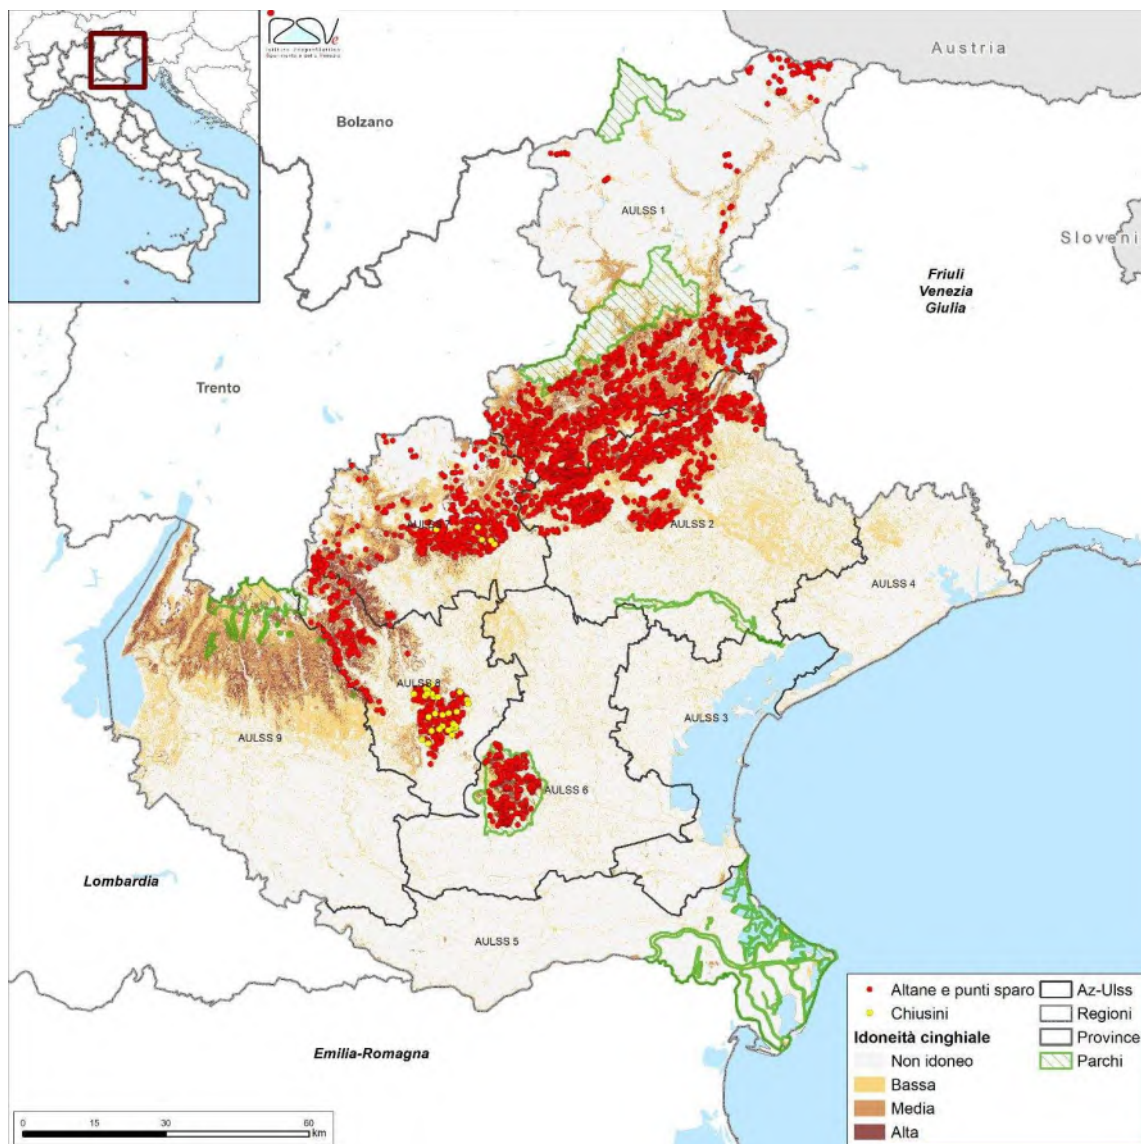 Austria
Bolzano
AULSS 1
Sloveni
Friuli
Venezia
Giulia
Trento
AULSS 7
AULSS 2
AULSS 4
AULSS 8
AULSS 3
AULSS 9
AULSS 6
Lombardia
AULSS 5
Emilia-Romagna
Altane e punti sparo
Chiusini
Idoneità cinghiale
Non idoneo
Bassa
Media
Alta
Az-Ulss
Regioni
Province
Parchi
0 15 30 60
km